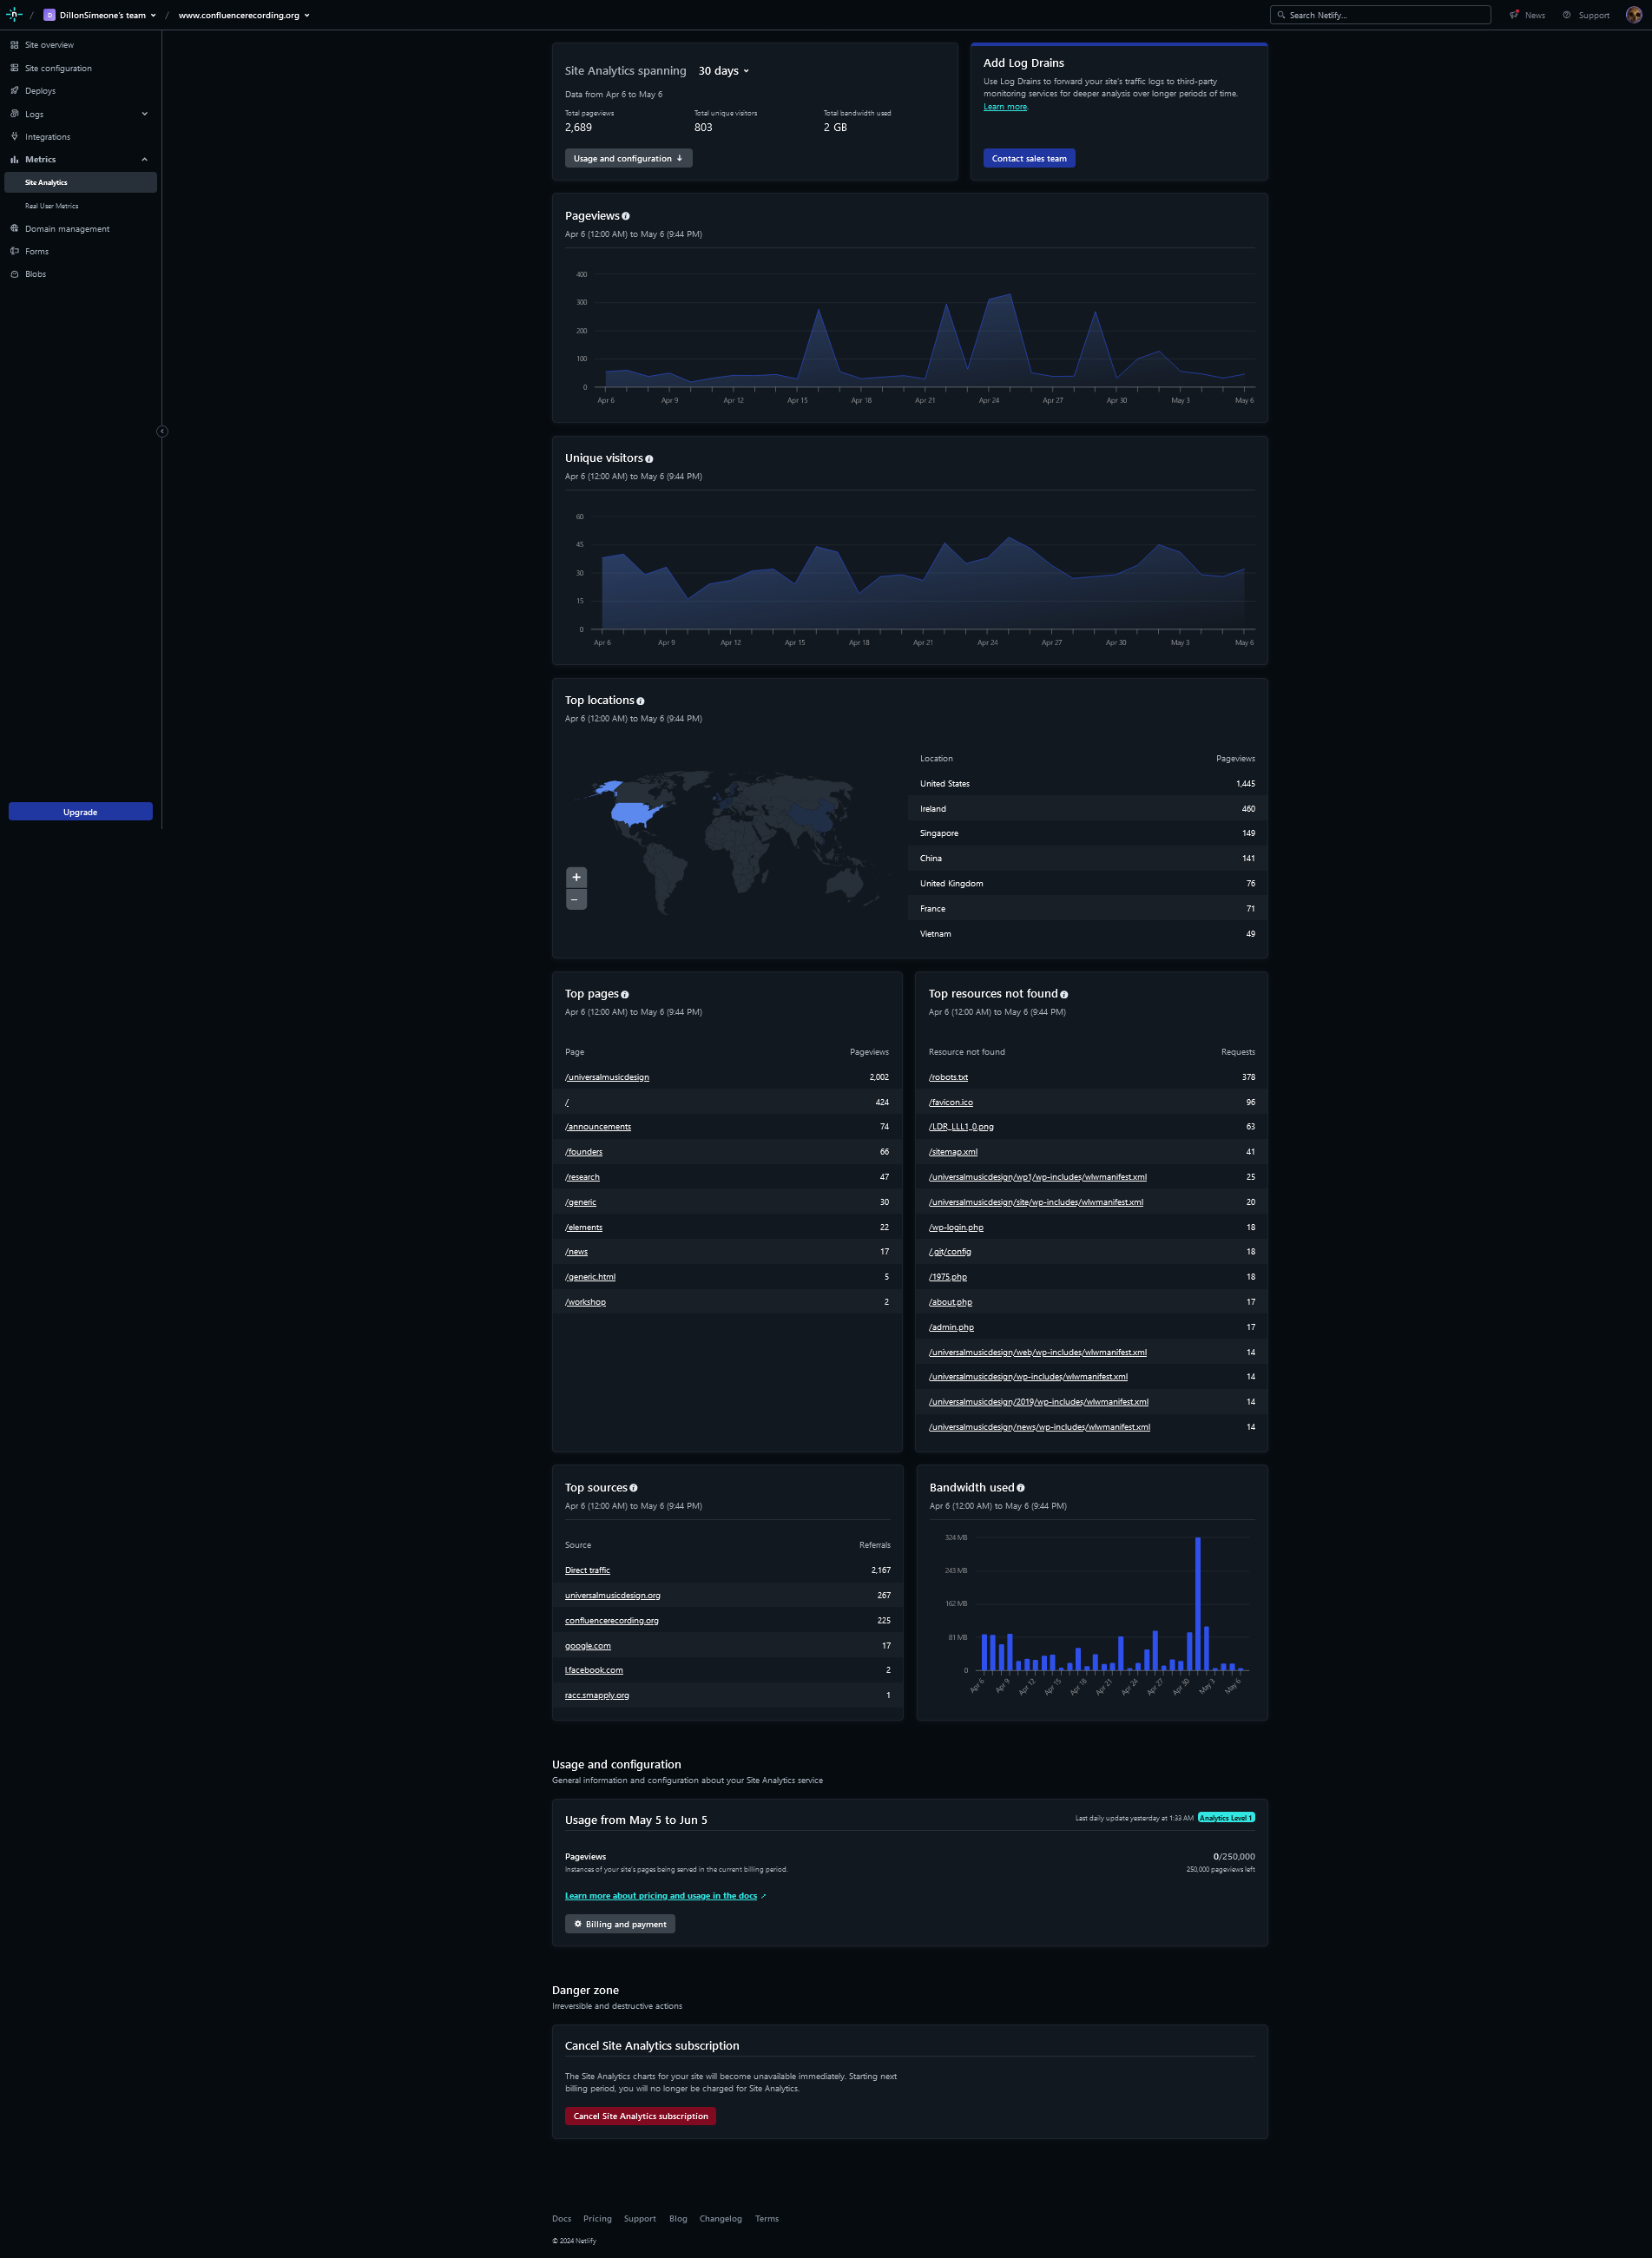 / D DillonSimeone's team / www.confluencerecording.org
Search Netlify...
News
Support
Site overview
Site configuration
Deploys
Logs
Integrations
Metrics
Site Analytics
Real User Metrics
Domain management
Forms
Blobs
Upgrade
Site Analytics spanning 30 days
Data from Apr 6 to May 6
Total pageviews Total unique visitors Total bandwidth used
2,689 803 2 GB
Usage and configuration
Add Log Drains
Use Log Drains to forward your site's traffic logs to third-party
monitoring services for deeper analysis over longer periods of time.
Learn more.
Contact sales team
Pageviews
Apr 6 (12:00 AM) to May 6 (9:44 PM)
400
300
200
100
0
Apr 6 Apr 9 Apr 12 Apr 15 Apr 18 Apr 21 Apr 24 Apr 27 Apr 30 May 3 May 6
Unique visitors
Apr 6 (12:00 AM) to May 6 (9:44 PM)
60
45
30
15
0
Apr 6 Apr 9 Apr 12 Apr 15 Apr 18 Apr 21 Apr 24 Apr 27 Apr 30 May 3 May 6
Top locations
Apr 6 (12:00 AM) to May 6 (9:44 PM)
+
−
Location Pageviews
United States 1,445
Ireland 460
Singapore 149
China 141
United Kingdom 76
France 71
Vietnam 49
Top pages
Apr 6 (12:00 AM) to May 6 (9:44 PM)
Page Pageviews
/universalmusicdesign 2,002
/ 424
/announcements 74
/founders 66
/research 47
/generic 30
/elements 22
/news 17
/generic.html 5
/workshop 2
Top resources not found
Apr 6 (12:00 AM) to May 6 (9:44 PM)
Resource not found Requests
/robots.txt 378
/favicon.ico 96
/LDR_LLL1_0.png 63
/sitemap.xml 41
/universalmusicdesign/wp1/wp-includes/wlwmanifest.xml 25
/universalmusicdesign/site/wp-includes/wlwmanifest.xml 20
/wp-login.php 18
/.git/config 18
/1975.php 18
/about.php 17
/admin.php 17
/universalmusicdesign/web/wp-includes/wlwmanifest.xml 14
/universalmusicdesign/wp-includes/wlwmanifest.xml 14
/universalmusicdesign/2019/wp-includes/wlwmanifest.xml 14
/universalmusicdesign/news/wp-includes/wlwmanifest.xml 14
Top sources
Apr 6 (12:00 AM) to May 6 (9:44 PM)
Source Referrals
Direct traffic 2,167
universalmusicdesign.org 267
confluencerecording.org 225
google.com 17
l.facebook.com 2
racc.smapply.org 1
Bandwidth used
Apr 6 (12:00 AM) to May 6 (9:44 PM)
324 MB
243 MB
162 MB
81 MB
0
Apr 6 Apr 9 Apr 12 Apr 15 Apr 18 Apr 21 Apr 24 Apr 27 Apr 30 May 3 May 6
Usage and configuration
General information and configuration about your Site Analytics service
Usage from May 5 to Jun 5
Last daily update yesterday at 1:33 AM Analytics Level 1
Pageviews 0/250,000
Instances of your site's pages being served in the current billing period. 250,000 pageviews left
Learn more about pricing and usage in the docs
Billing and payment
Danger zone
Irreversible and destructive actions
Cancel Site Analytics subscription
The Site Analytics charts for your site will become unavailable immediately. Starting next
billing period, you will no longer be charged for Site Analytics.
Cancel Site Analytics subscription
Docs Pricing Support Blog Changelog Terms
© 2024 Netlify